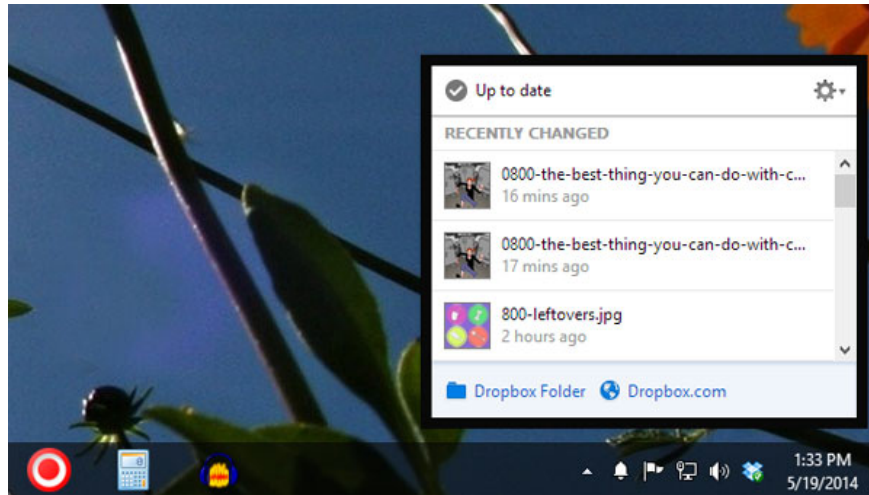 Up to date
RECENTLY CHANGED
0800-the-best-thing-you-can-do-with-c...
16 mins ago
0800-the-best-thing-you-can-do-with-c...
17 mins ago
800-leftovers.jpg
2 hours ago
Dropbox Folder Dropbox.com
1:33 PM
5/19/2014